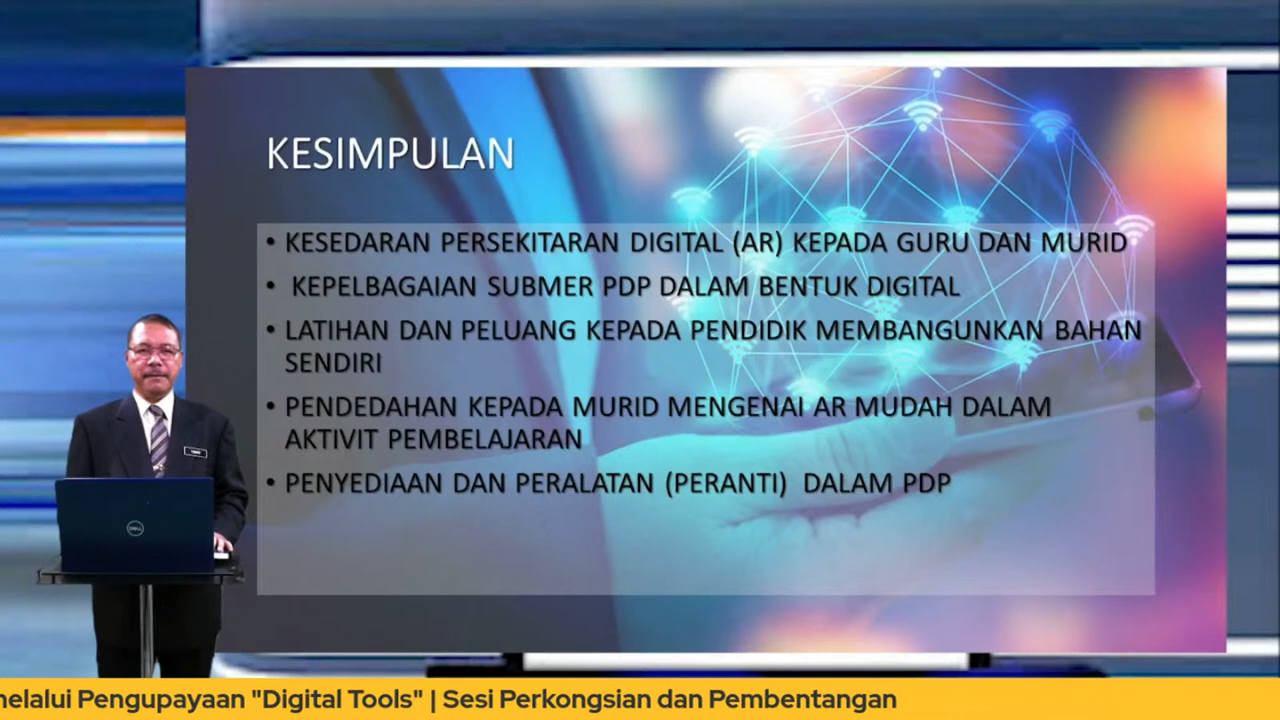 KESIMPULAN
• KESEDARAN PERSEKITARAN DIGITAL (AR) KEPADA GURU DAN MURID
• KEPELBAGAIAN SUBMER PDP DALAM BENTUK DIGITAL
• LATIHAN DAN PELUANG KEPADA PENDIDIK MEMBANGUNKAN BAHAN
SENDIRI
• PENDEDAHAN KEPADA MURID MENGENAI AR MUDAH DALAM
AKTIVIT PEMBELAJARAN
• PENYEDIAAN DAN PERALATAN (PERANTI) DALAM PDP
DELL
melalui Pengupayaan "Digital Tools" | Sesi Perkongsian dan Pembentangan